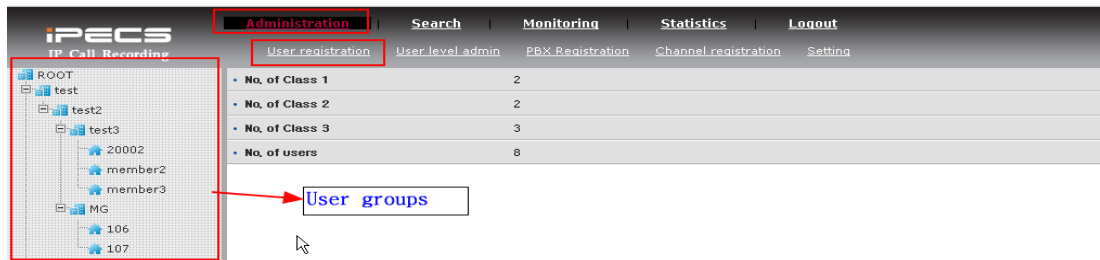 Administration | Search | Monitoring | Statistics | Logout
iPECS
IP Call Recording
User registration User level admin PBX Registration Channel registration Setting
ROOT
test
test2
test3
20002
member2
member3
MG
106
107
No, of Class 1 2
No, of Class 2 2
No, of Class 3 3
No, of users 8
User groups